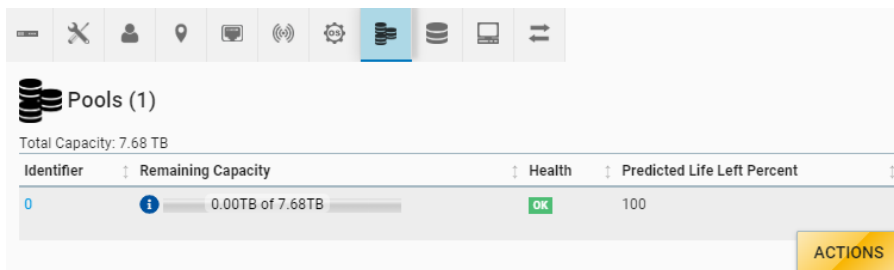 OS
Pools (1)
Total Capacity: 7.68 TB
Identifier Remaining Capacity Health Predicted Life Left Percent
0 i 0.00TB of 7.68TB OK 100
ACTIONS